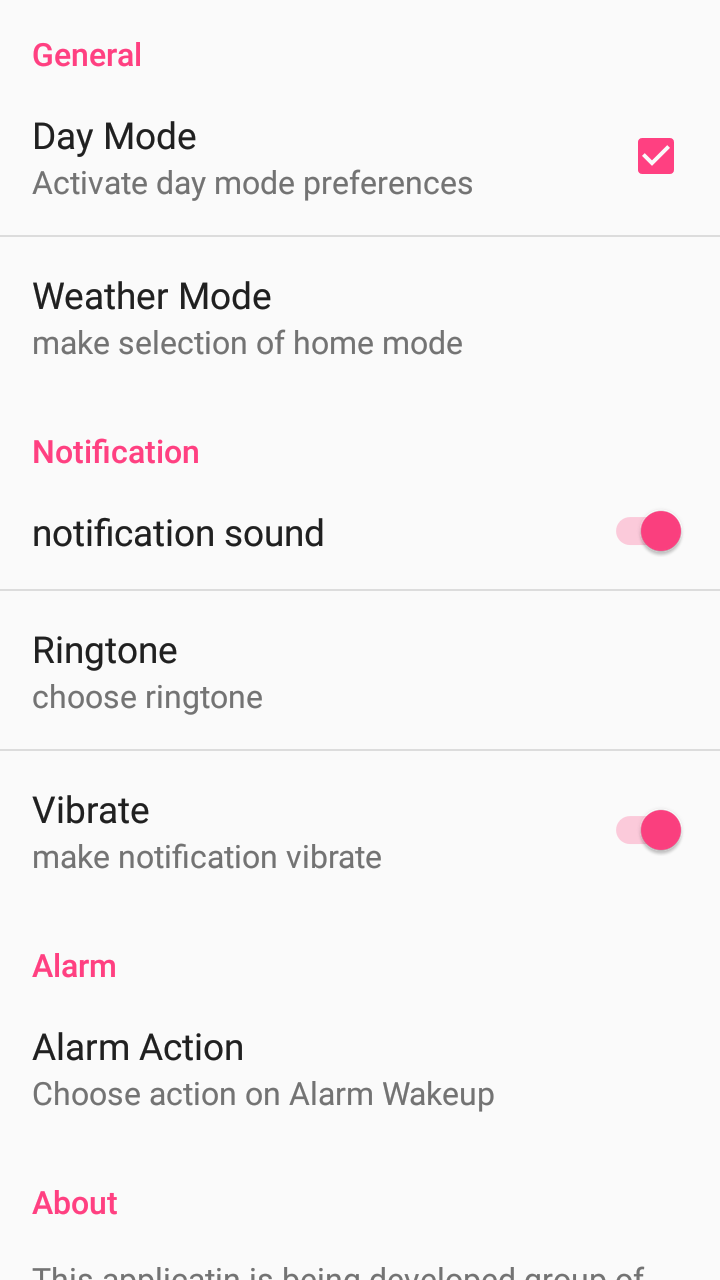 General
Day Mode
Activate day mode preferences
Weather Mode
make selection of home mode
Notification
notification sound
Ringtone
choose ringtone
Vibrate
make notification vibrate
Alarm
Alarm Action
Choose action on Alarm Wakeup
About
This applicatin is being developed group of